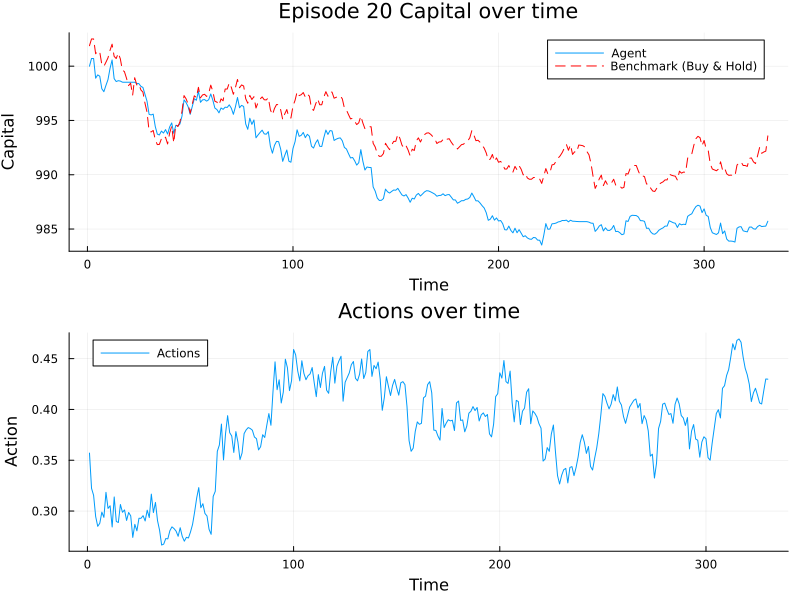 Episode 20 Capital over time
Agent
Benchmark (Buy & Hold)
1000
995
990
985
Capital
0 100 200 300
Time
Actions over time
Actions
0.45
0.40
0.35
0.30
Action
0 100 200 300
Time